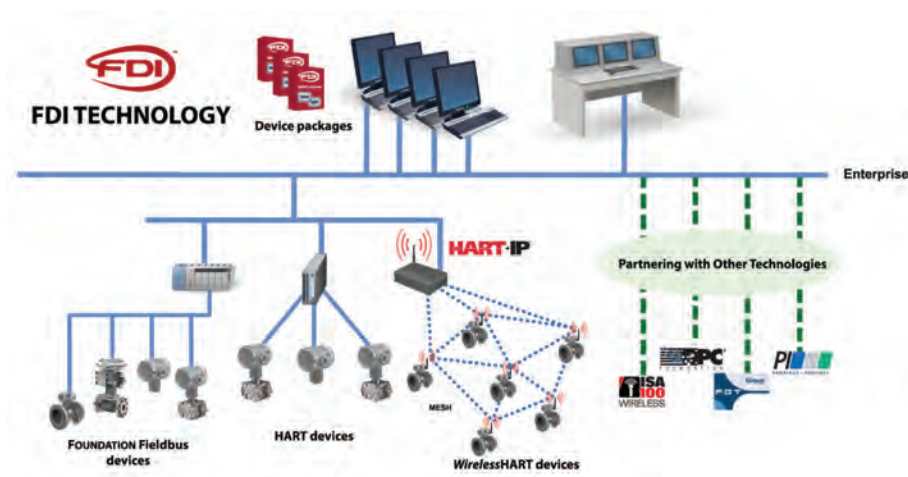 FDI
FDI TECHNOLOGY
Device packages
Enterprise
HART-IP
Partnering with Other Technologies
MESH
FOUNDATION Fieldbus
devices
HART devices
WirelessHART devices
ISA
100
WIRELESS
OPC
FOUNDATION
FDT
PI